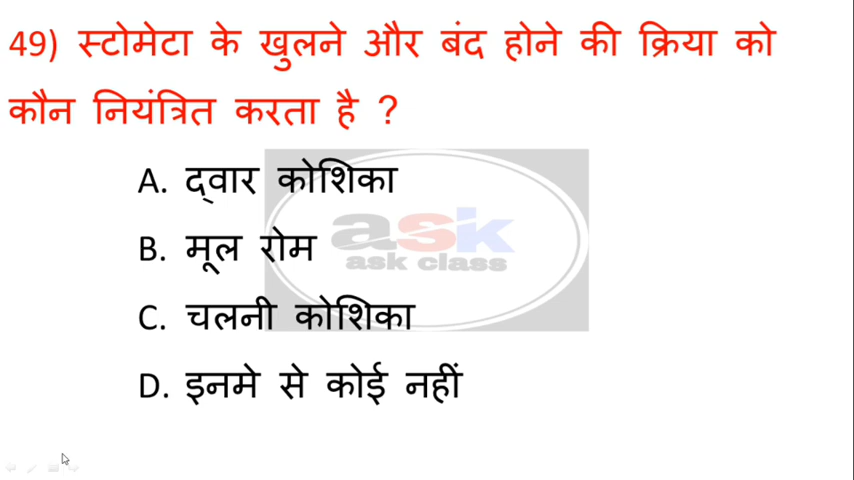 49) स्टोमेटा के खुलने और बंद होने की क्रिया को
कौन नियंत्रित करता है ?
A. द्वार कोशिका
B. मूल रोम
ask
ask class
C. चलनी कोशिका
D. इनमे से कोई नहीं